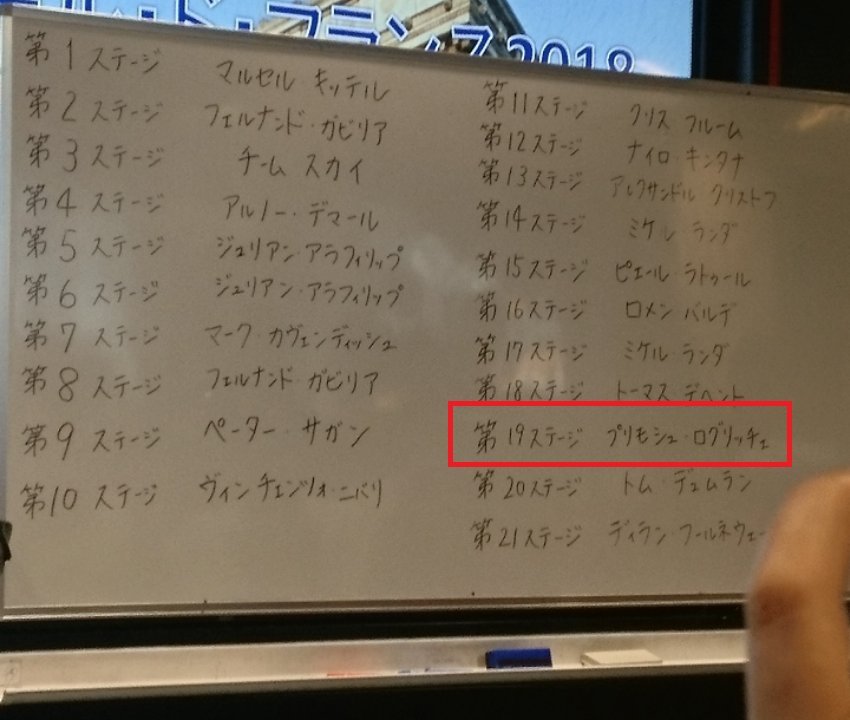 ル・ド・フランス 2018
第1ステージ マルセル・キッテル
第2ステージ フェルナンド・ガビリア
第3ステージ チーム スカイ
第4ステージ アルノー・デマール
第5ステージ ジュリアン・アラフィリップ
第6ステージ ジュリアン・アラフィリップ
第7ステージ マーク・カヴェンディッシュ
第8ステージ フェルナンド・ガビリア
第9ステージ ペーター・サガン
第10ステージ ヴィンチェンツォ・ニバリ
第11ステージ クリス・フルーム
第12ステージ ナイロ・キンタナ
第13ステージ アレクサンドル クリストフ
第14ステージ ミケル ランダ
第15ステージ ピエール・ラトゥール
第16ステージ ロメン バルデ
第17ステージ ミケル・ランダ
第18ステージ トーマス・デヘント
第19ステージ プリモシュ・ログリッチェ
第20ステージ トム・デュムラン
第21ステージ ディラン・フールネウェー